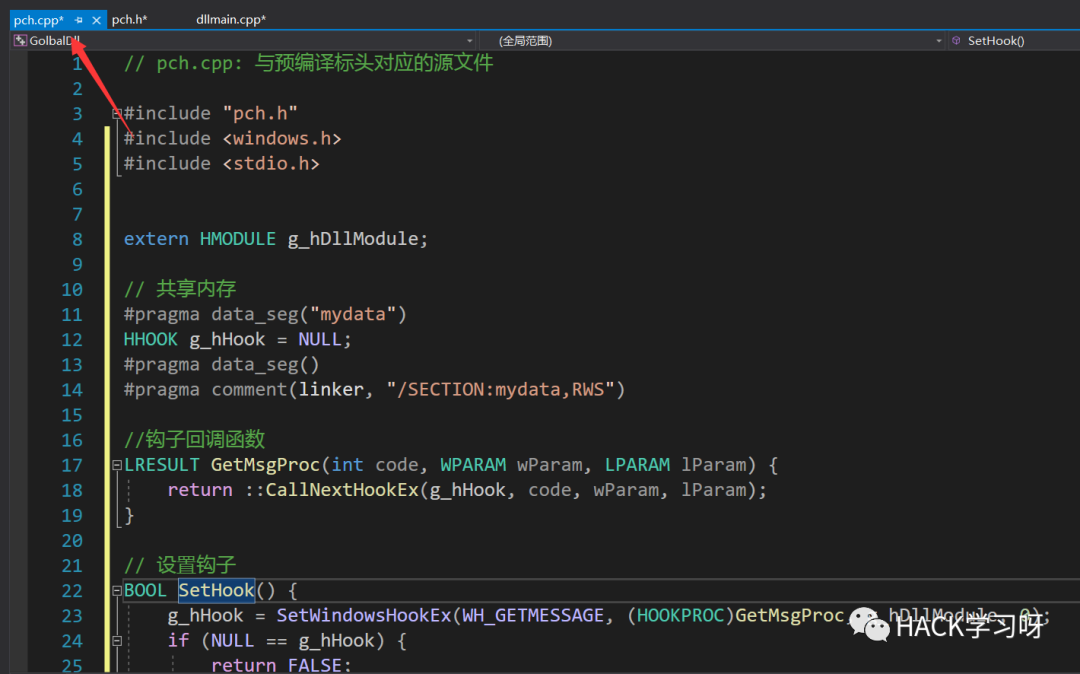 pch.cpp* pch.h* dllmain.cpp*
GolbalDll (全局范围) SetHook()
1 // pch.cpp: 与预编译标头对应的源文件
2
3 #include "pch.h"
4 #include <windows.h>
5 #include <stdio.h>
6
7
8 extern HMODULE g_hDllModule;
9
10 // 共享内存
11 #pragma data_seg("mydata")
12 HHOOK g_hHook = NULL;
13 #pragma data_seg()
14 #pragma comment(linker, "/SECTION:mydata,RWS")
15
16 //钩子回调函数
17 LRESULT GetMsgProc(int code, WPARAM wParam, LPARAM lParam) {
18 return ::CallNextHookEx(g_hHook, code, wParam, lParam);
19 }
20
21 // 设置钩子
22 BOOL SetHook() {
23 g_hHook = SetWindowsHookEx(WH_GETMESSAGE, (HOOKPROC)GetMsgProc, hDllModule, 0);
24 if (NULL == g_hHook) {
25 return FALSE;
HACK学习呀